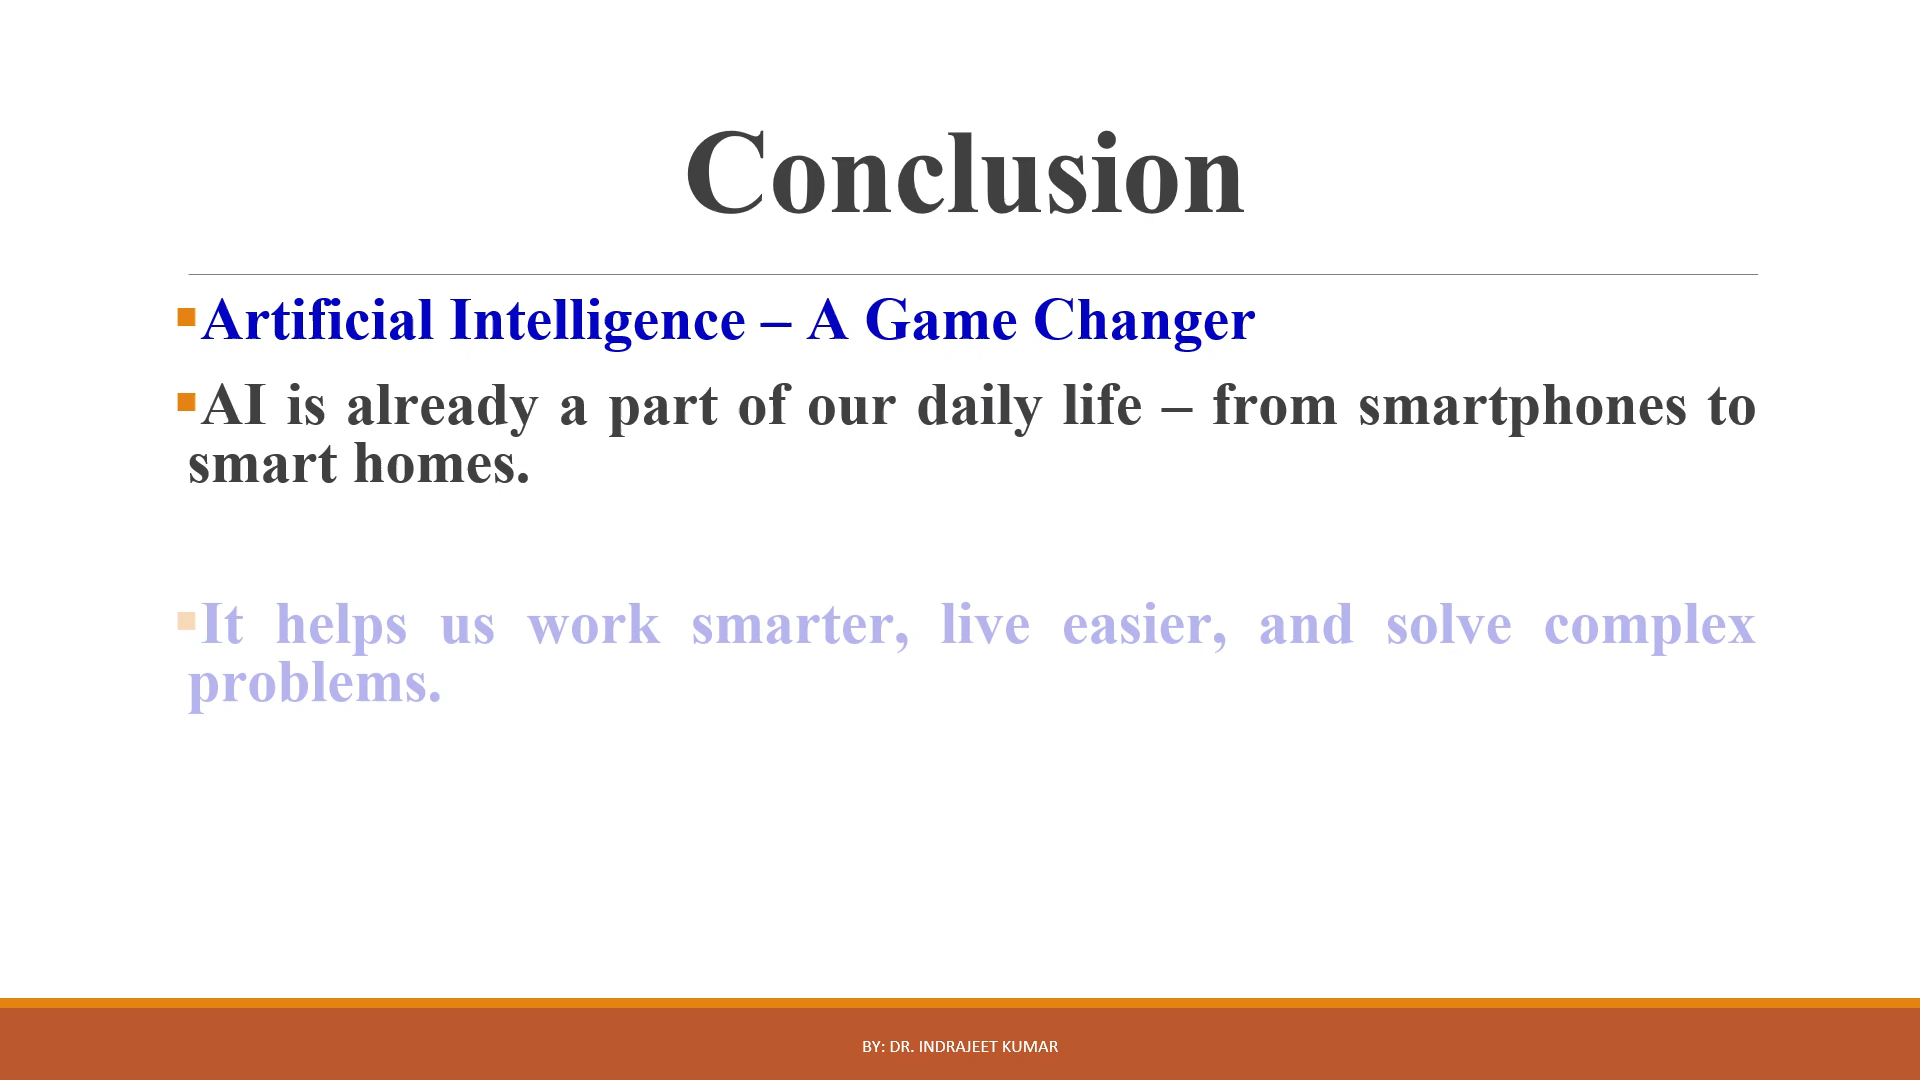 Conclusion
▪Artificial Intelligence – A Game Changer
▪AI is already a part of our daily life – from smartphones to
smart homes.
▪It helps us work smarter, live easier, and solve complex
problems.
BY: DR. INDRAJEET KUMAR